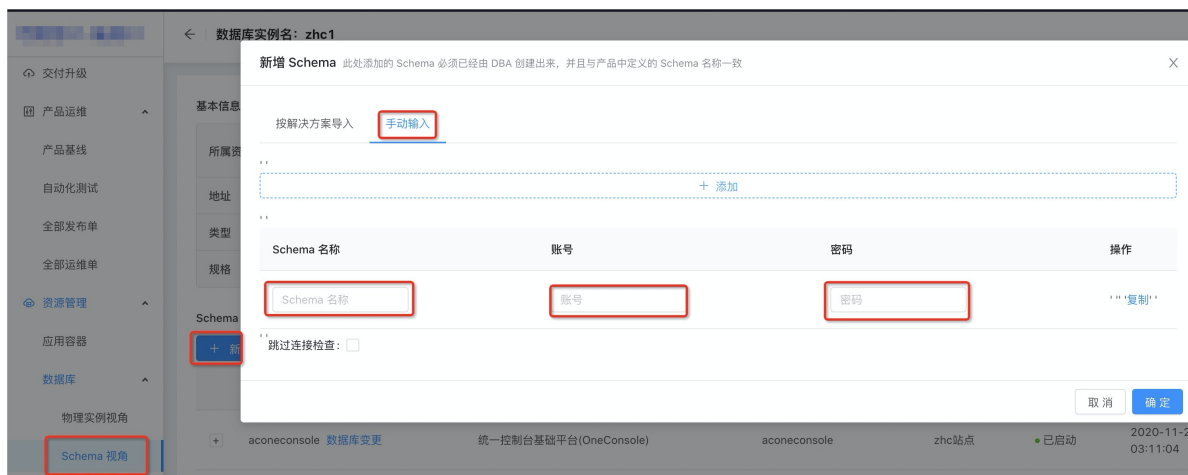 ← 数据库实例名：zhc1
交付升级
产品运维
产品基线
自动化测试
全部发布单
全部运维单
资源管理
应用容器
数据库
物理实例视角
Schema 视角
基本信息
所属资
地址
类型
规格
Schema
+ 新
新增 Schema 此处添加的 Schema 必须已经由 DBA 创建出来，并且与产品中定义的 Schema 名称一致
按解决方案导入 手动输入
' '
+ 添加
' '
Schema 名称 账号 密码 操作
Schema 名称 账号 密码 ' '' '复制' '
' '
跳过连接检查：
取 消 确 定
+ aconeconsole 数据库变更 统一控制台基础平台(OneConsole) aconeconsole zhc站点 已启动 2020-11-2
03:11:04